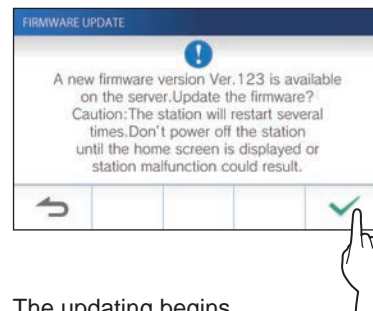 FIRMWARE UPDATE
A new firmware version Ver.123 is available
on the server.Update the firmware?
Caution:The station will restart several
times.Don't power off the station
until the home screen is displayed or
station malfunction could result.
The updating begins